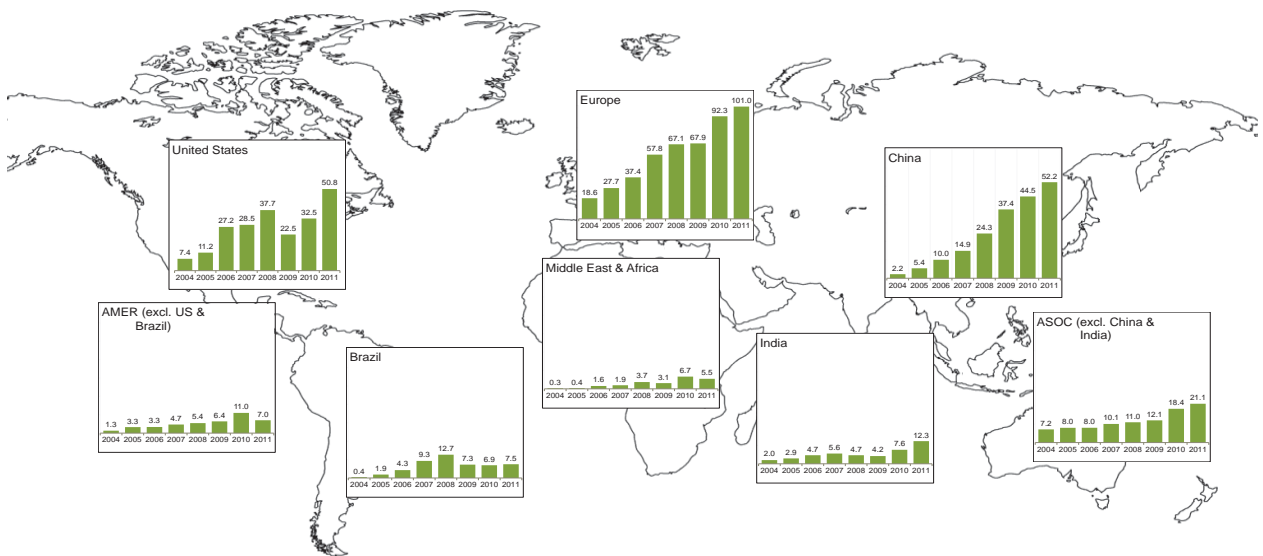 United States
7.4 11.2 27.2 28.5 37.7 22.5 32.5 50.8
2004 2005 2006 2007 2008 2009 2010 2011
Europe
18.6 27.7 37.4 57.8 67.1 67.9 92.3 101.0
2004 2005 2006 2007 2008 2009 2010 2011
China
2.2 5.4 10.0 14.9 24.3 37.4 44.5 52.2
2004 2005 2006 2007 2008 2009 2010 2011
AMER (excl. US &
Brazil)
1.3 3.3 3.3 4.7 5.4 6.4 11.0 7.0
2004 2005 2006 2007 2008 2009 2010 2011
Brazil
0.4 1.9 4.3 9.3 12.7 7.3 6.9 7.5
2004 2005 2006 2007 2008 2009 2010 2011
Middle East & Africa
0.3 0.4 1.6 1.9 3.7 3.1 6.7 5.5
2004 2005 2006 2007 2008 2009 2010 2011
India
2.0 2.9 4.7 5.6 4.7 4.2 7.6 12.3
2004 2005 2006 2007 2008 2009 2010 2011
ASOC (excl. China &
India)
7.2 8.0 8.0 10.1 11.0 12.1 18.4 21.1
2004 2005 2006 2007 2008 2009 2010 2011